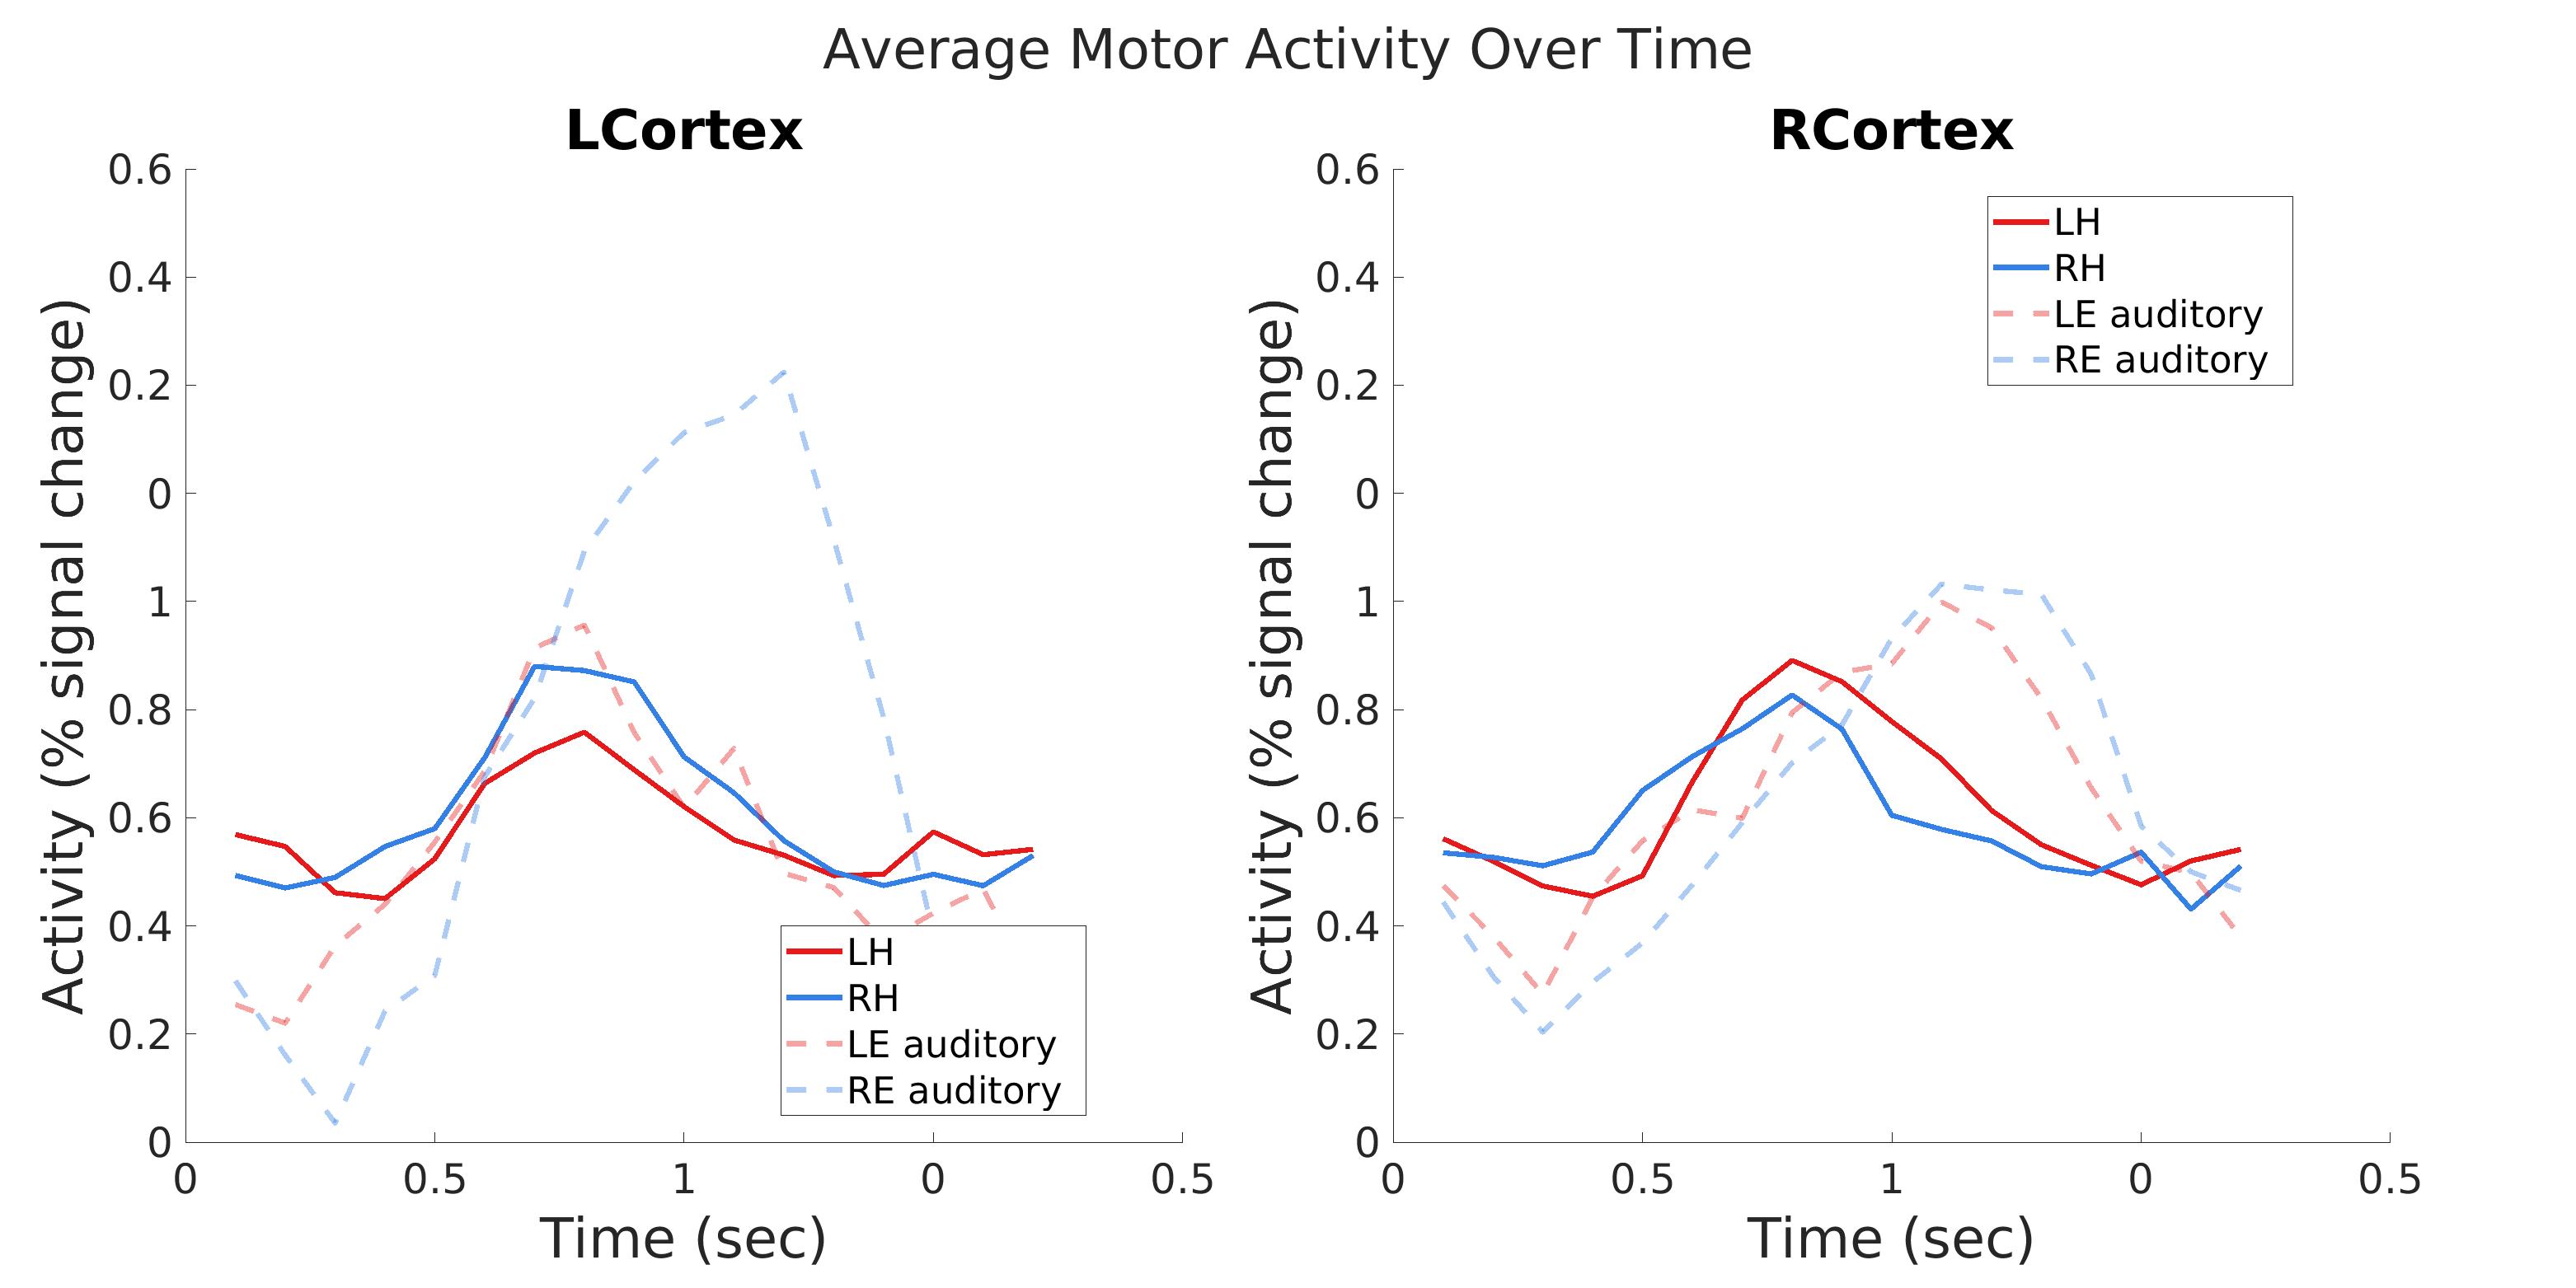 Average Motor Activity Over Time
LCortex
0.6
0.4
0.2
0
1
0.8
0.6
0.4
0.2
0
0 0.5 1 0 0.5
Activity (% signal change)
Time (sec)
LH
RH
LE auditory
RE auditory
RCortex
0.6
0.4
0.2
0
1
0.8
0.6
0.4
0.2
0
0 0.5 1 0 0.5
Activity (% signal change)
Time (sec)
LH
RH
LE auditory
RE auditory